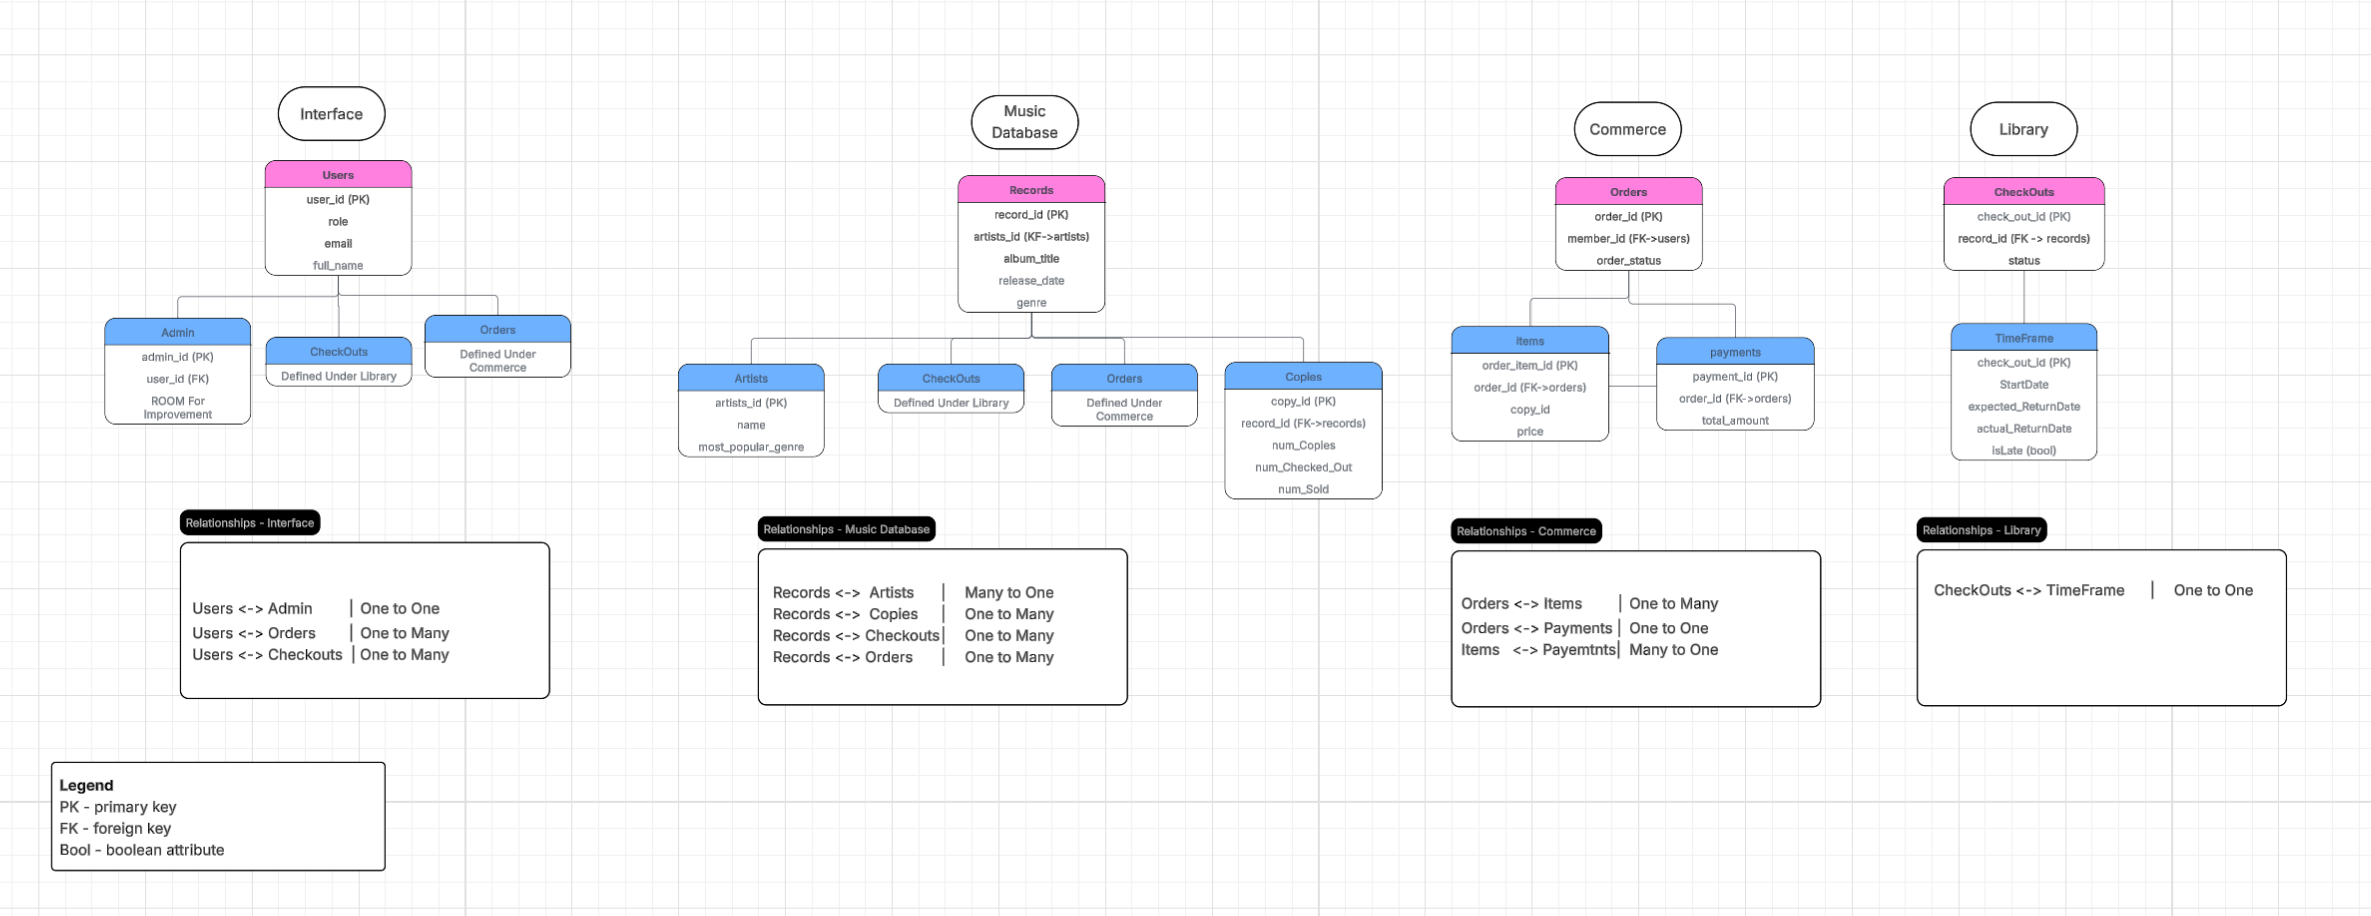 Interface
Users
user_id (PK)
role
email
full_name
Admin
admin_id (PK)
user_id (FK)
ROOM For
Improvement
CheckOuts
Defined Under Library
Orders
Defined Under
Commerce
Relationships - Interface
Users <-> Admin | One to One
Users <-> Orders | One to Many
Users <-> Checkouts | One to Many
Music
Database
Records
record_id (PK)
artists_id (KF->artists)
album_title
release_date
genre
Artists
artists_id (PK)
name
most_popular_genre
CheckOuts
Defined Under Library
Orders
Defined Under
Commerce
Copies
copy_id (PK)
record_id (FK->records)
num_Copies
num_Checked_Out
num_Sold
Relationships - Music Database
Records <-> Artists | Many to One
Records <-> Copies | One to Many
Records <-> Checkouts| One to Many
Records <-> Orders | One to Many
Commerce
Orders
order_id (PK)
member_id (FK->users)
order_status
items
order_item_id (PK)
order_id (FK->orders)
copy_id
price
payments
payment_id (PK)
order_id (FK->orders)
total_amount
Relationships - Commerce
Orders <-> Items | One to Many
Orders <-> Payments | One to One
Items <-> Payemtnts| Many to One
Library
CheckOuts
check_out_id (PK)
record_id (FK -> records)
status
TimeFrame
check_out_id (PK)
StartDate
expected_ReturnDate
actual_ReturnDate
isLate (bool)
Relationships - Library
CheckOuts <-> TimeFrame | One to One
Legend
PK - primary key
FK - foreign key
Bool - boolean attribute